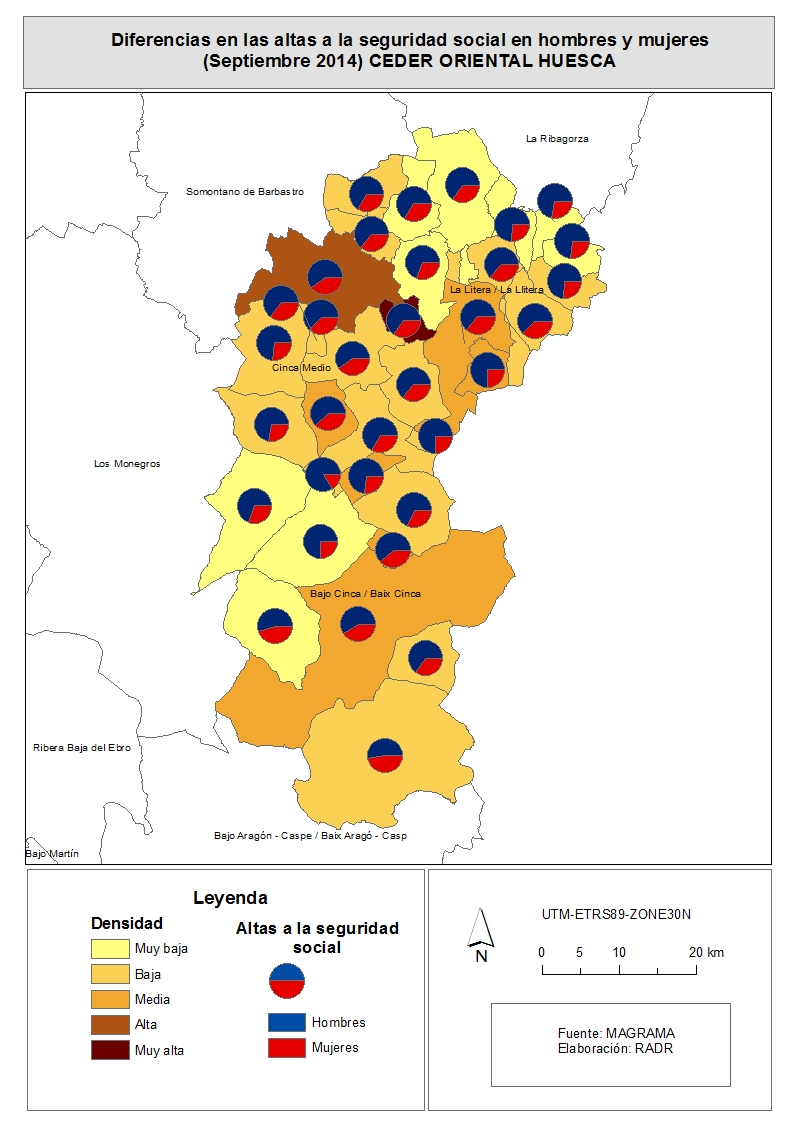 Diferencias en las altas a la seguridad social en hombres y mujeres
(Septiembre 2014) CEDER ORIENTAL HUESCA
La Ribagorza
Somontano de Barbastro
La Litera / La Llitera
Cinca Medio
Los Monegros
Bajo Cinca / Baix Cinca
Ribera Baja del Ebro
Bajo Aragón - Caspe / Baix Aragó - Casp
Bajo Martín
Leyenda
Densidad
Muy baja
Baja
Media
Alta
Muy alta
Altas a la seguridad
social
Hombres
Mujeres
UTM-ETRS89-ZONE30N
N
0 5 10 20 km
Fuente: MAGRAMA
Elaboración: RADR